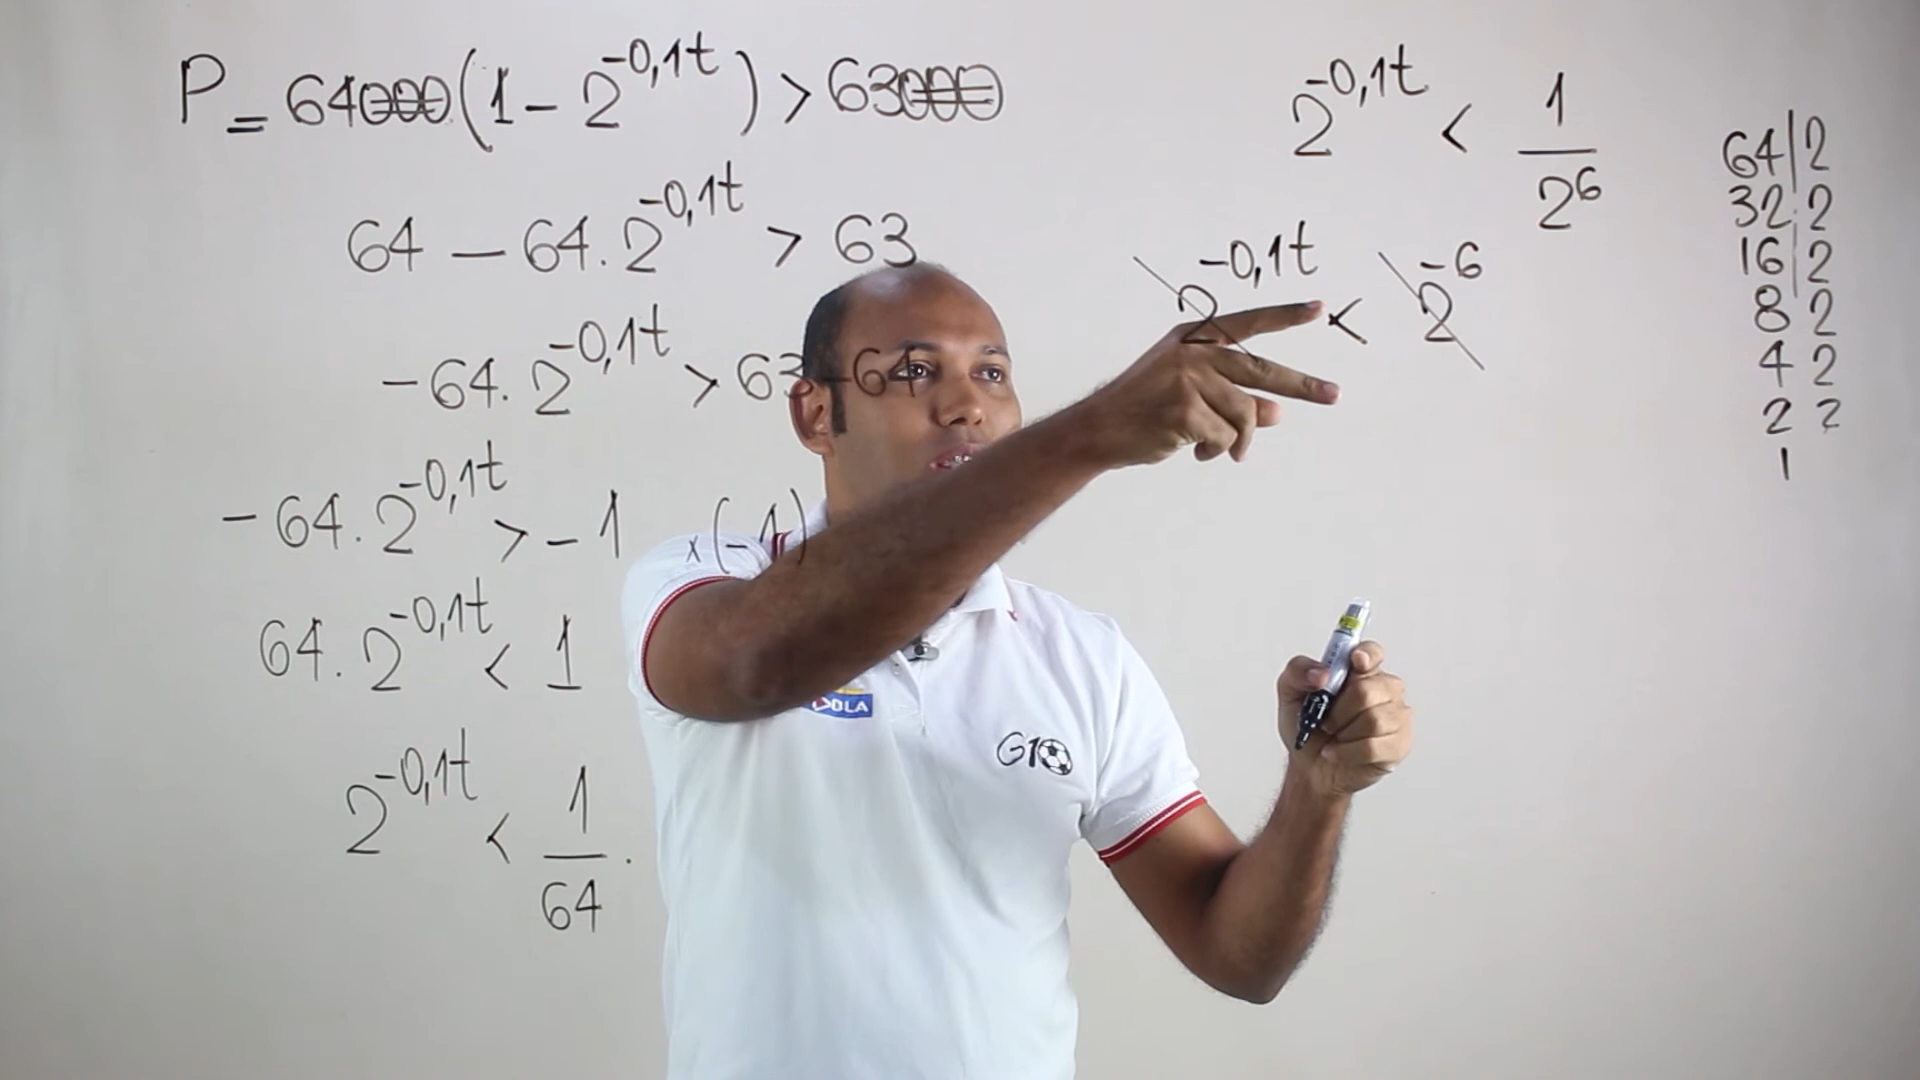 P = 64000(1 - 2^-0,1t) > 63000
64 - 64.2^-0,1t > 63
-64.2^-0,1t > 63-64
-64.2^-0,1t > -1 x(-1)
64.2^-0,1t < 1
2^-0,1t < 1/64.
2^-0,1t < 1/2^6
2^-0,1t < 2^-6
64|2
32|2
16|2
8 2
4 2
2 2
1
G10